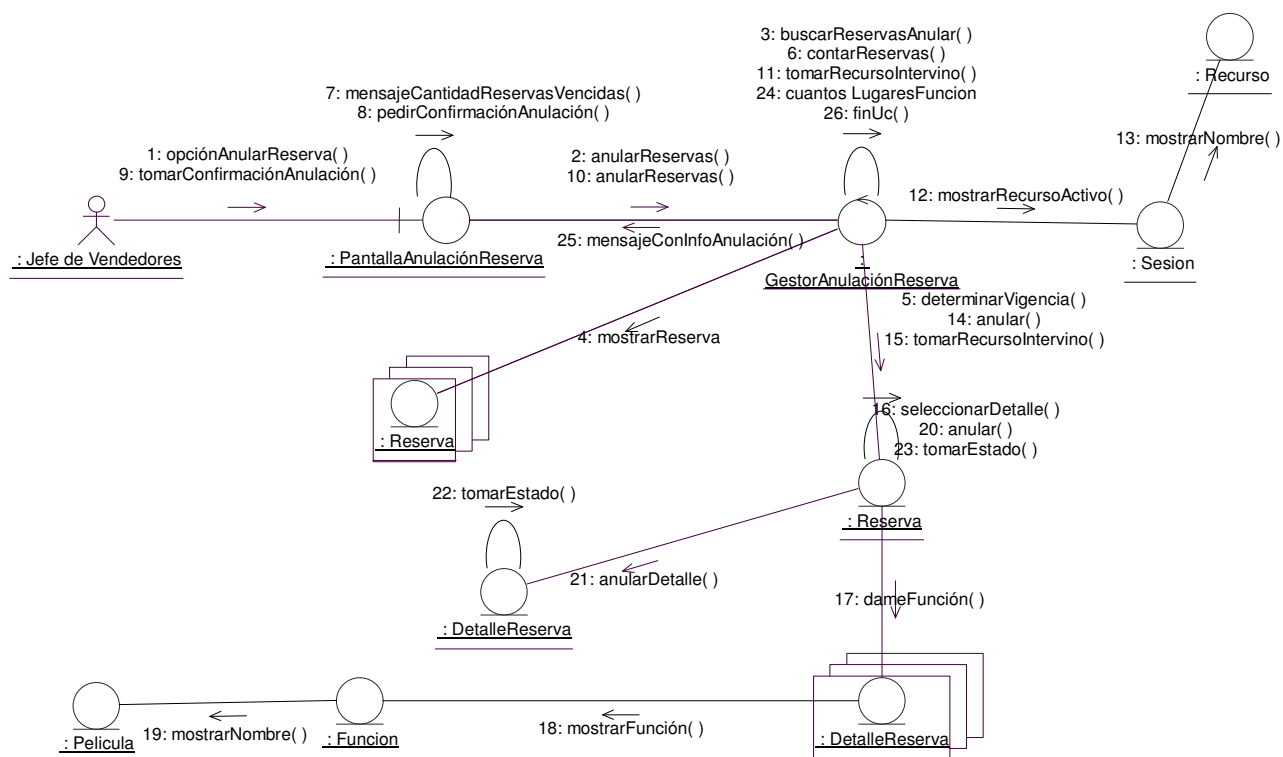 3: buscarReservasAnular( )
6: contarReservas( )
11: tomarRecursoIntervino( )
24: cuantos LugaresFuncion
26: finUc( )
: Recurso
7: mensajeCantidadReservasVencidas( )
8: pedirConfirmaciónAnulación( )
13: mostrarNombre( )
1: opciónAnularReserva( )
9: tomarConfirmaciónAnulación( )
2: anularReservas( )
10: anularReservas( )
12: mostrarRecursoActivo( )
25: mensajeConInfoAnulación( )
: Jefe de Vendedores
: PantallaAnulaciónReserva
:
GestorAnulaciónReserva
: Sesion
5: determinarVigencia( )
14: anular( )
15: tomarRecursoIntervino( )
4: mostrarReserva
: Reserva
16: seleccionarDetalle( )
20: anular( )
23: tomarEstado( )
22: tomarEstado( )
: Reserva
21: anularDetalle( )
17: dameFunción( )
: DetalleReserva
19: mostrarNombre( )
18: mostrarFunción( )
: Pelicula
: Funcion
: DetalleReserva